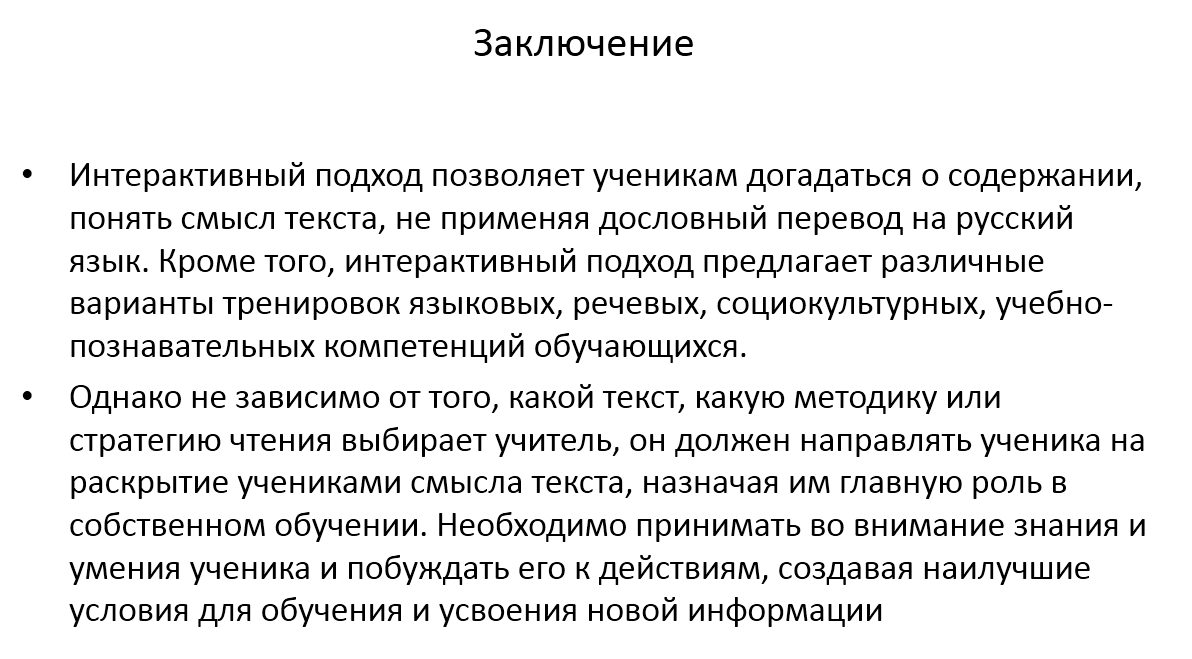 Заключение
• Интерактивный подход позволяет ученикам догадаться о содержании,
понять смысл текста, не применяя дословный перевод на русский
язык. Кроме того, интерактивный подход предлагает различные
варианты тренировок языковых, речевых, социокультурных, учебно-
познавательных компетенций обучающихся.
• Однако не зависимо от того, какой текст, какую методику или
стратегию чтения выбирает учитель, он должен направлять ученика на
раскрытие учениками смысла текста, назначая им главную роль в
собственном обучении. Необходимо принимать во внимание знания и
умения ученика и побуждать его к действиям, создавая наилучшие
условия для обучения и усвоения новой информации